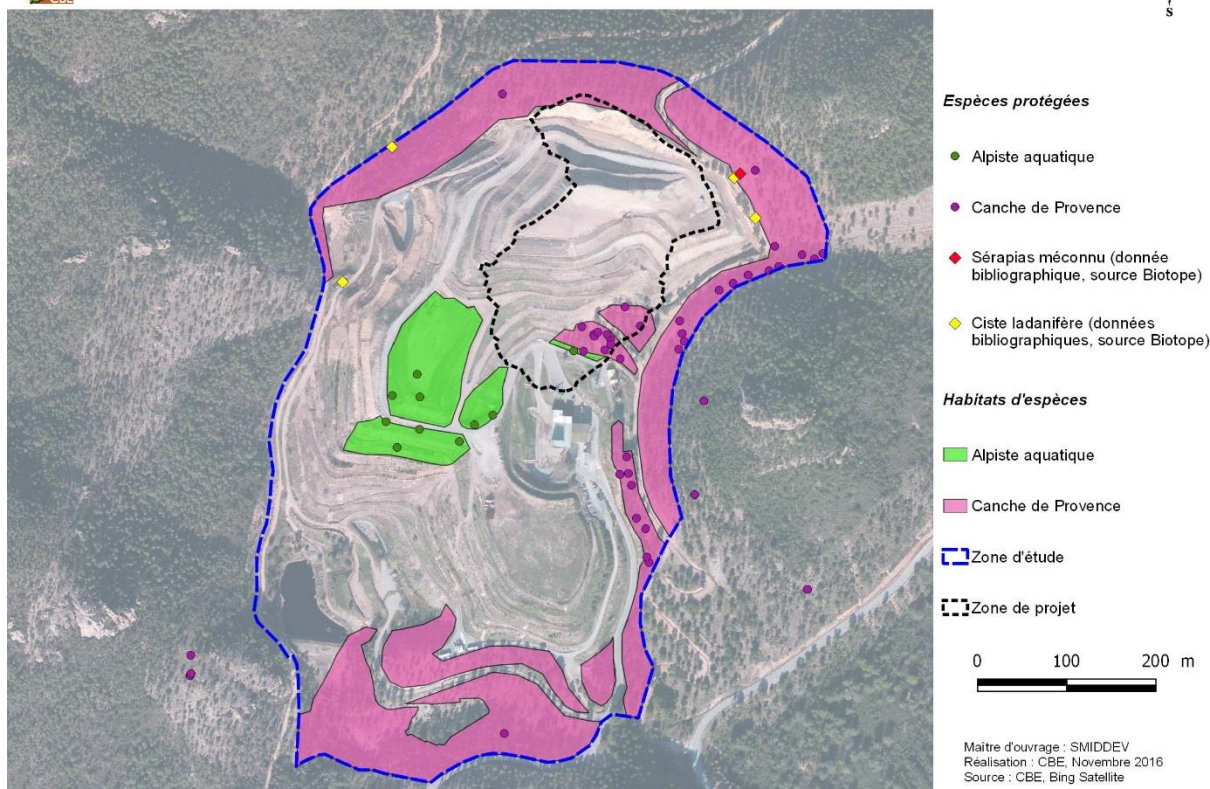 CBE
S
Espèces protégées
Alpiste aquatique
Canche de Provence
Sérapias méconnu (donnée
bibliographique, source Biotope)
Ciste ladanifère (données
bibliographiques, source Biotope)
Habitats d'espèces
Alpiste aquatique
Canche de Provence
Zone d'étude
Zone de projet
0 100 200 m
Maître d'ouvrage : SMIDDEV
Réalisation : CBE, Novembre 2016
Source : CBE, Bing Satellite